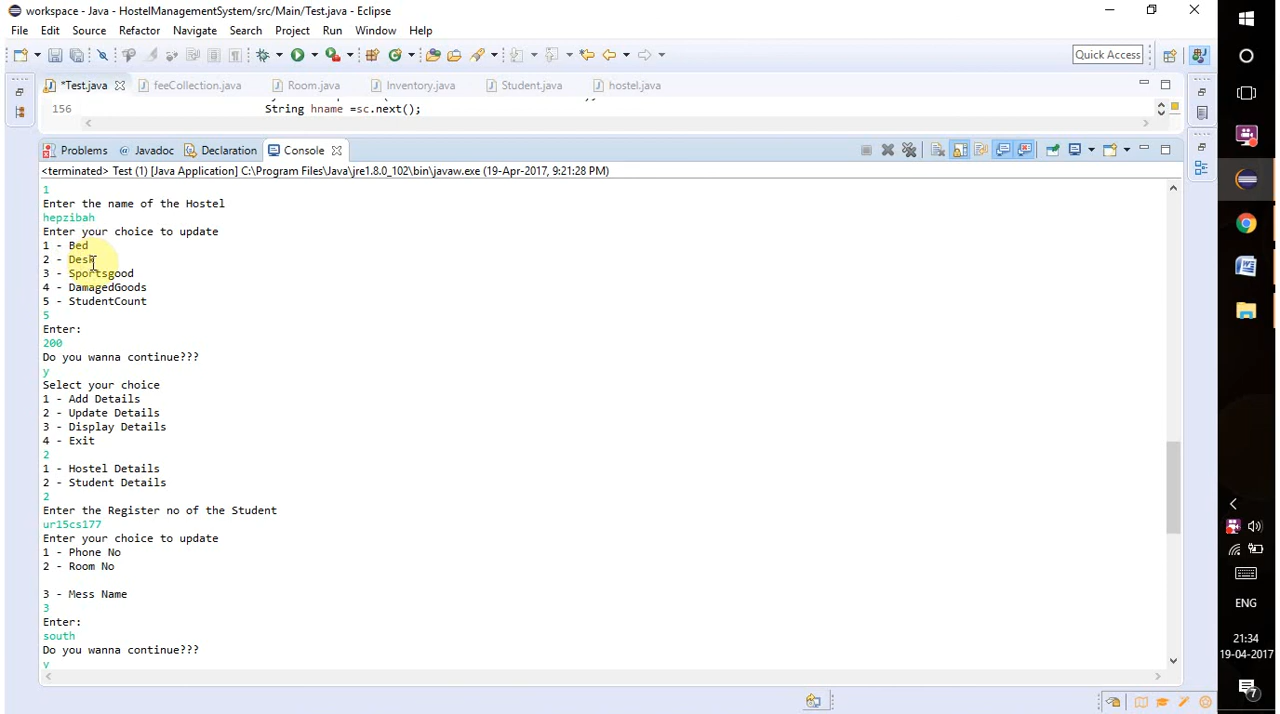 workspace - Java - HostelManagementSystem/src/Main/Test.java - Eclipse
File Edit Source Refactor Navigate Search Project Run Window Help
Quick Access
*Test.java feeCollection.java Room.java Inventory.java Student.java hostel.java
156 String hname =sc.next();
Problems Javadoc Declaration Console
<terminated> Test (1) [Java Application] C:\Program Files\Java\jre1.8.0_102\bin\javaw.exe (19-Apr-2017, 9:21:28 PM)
1
Enter the name of the Hostel
hepzibah
Enter your choice to update
1 - Bed
2 - Desk
3 - Sportsgood
4 - DamagedGoods
5 - StudentCount
5
Enter:
200
Do you wanna continue???
y
Select your choice
1 - Add Details
2 - Update Details
3 - Display Details
4 - Exit
2
1 - Hostel Details
2 - Student Details
2
Enter the Register no of the Student
ur15cs177
Enter your choice to update
1 - Phone No
2 - Room No
3 - Mess Name
3
Enter:
south
Do you wanna continue???
ENG
21:34
19-04-2017
7